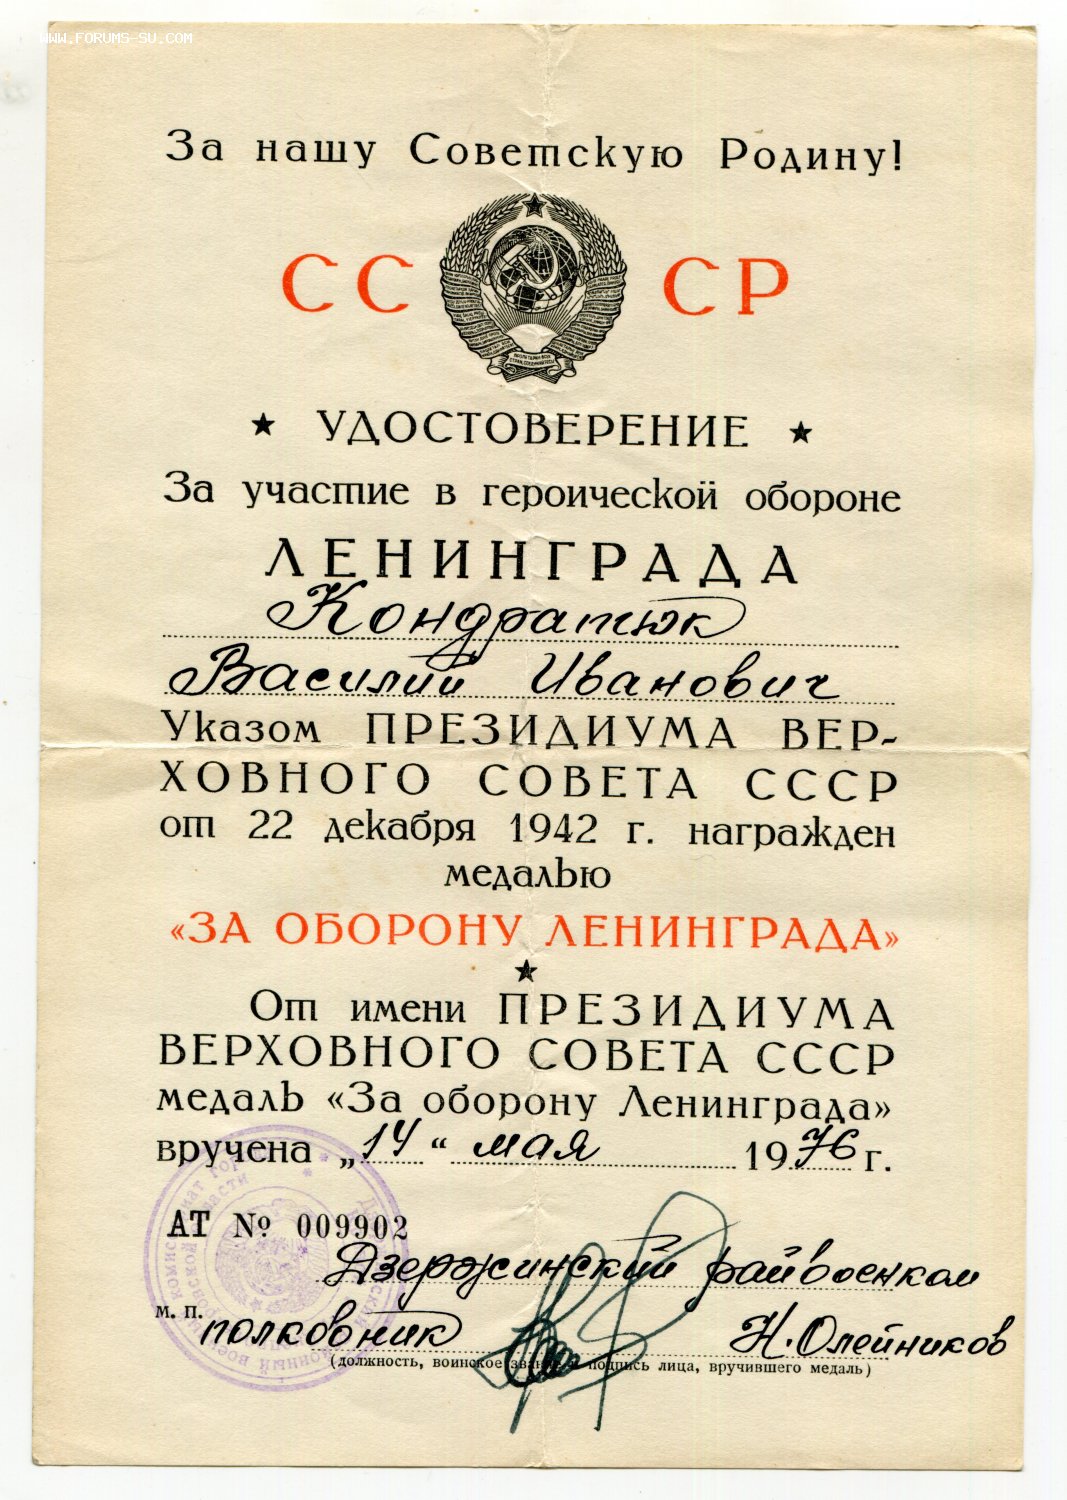 WWW.FORUMS-SU.COM
За нашу Советскую Родину!
СССР
УДОСТОВЕРЕНИЕ
За участие в героической обороне
ЛЕНИНГРАДА
Кондратюк
Василий Иванович
Указом ПРЕЗИДИУМА ВЕР-
ХОВНОГО СОВЕТА СССР
от 22 декабря 1942 г. награжден
медалью
«ЗА ОБОРОНУ ЛЕНИНГРАДА»
От имени ПРЕЗИДИУМА
ВЕРХОВНОГО СОВЕТА СССР
медаль «За оборону Ленинграда»
вручена „14“ мая 1976 г.
АТ № 009902
Дзержинский райвоенком
м. п. полковник Н. Олейников
(должность, воинское звание и подпись лица, вручившего медаль)